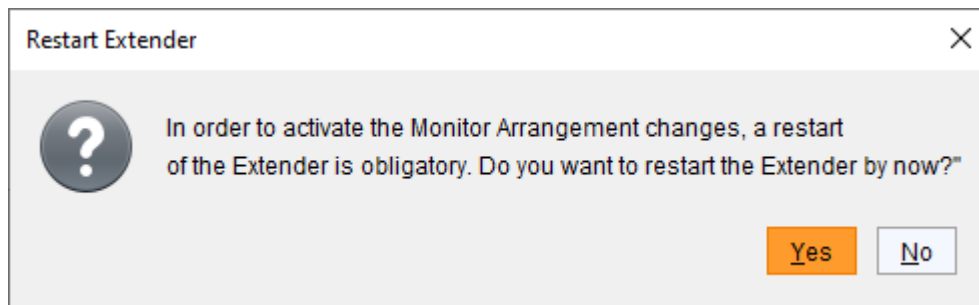 Restart Extender
In order to activate the Monitor Arrangement changes, a restart
of the Extender is obligatory. Do you want to restart the Extender by now?"
Yes
No